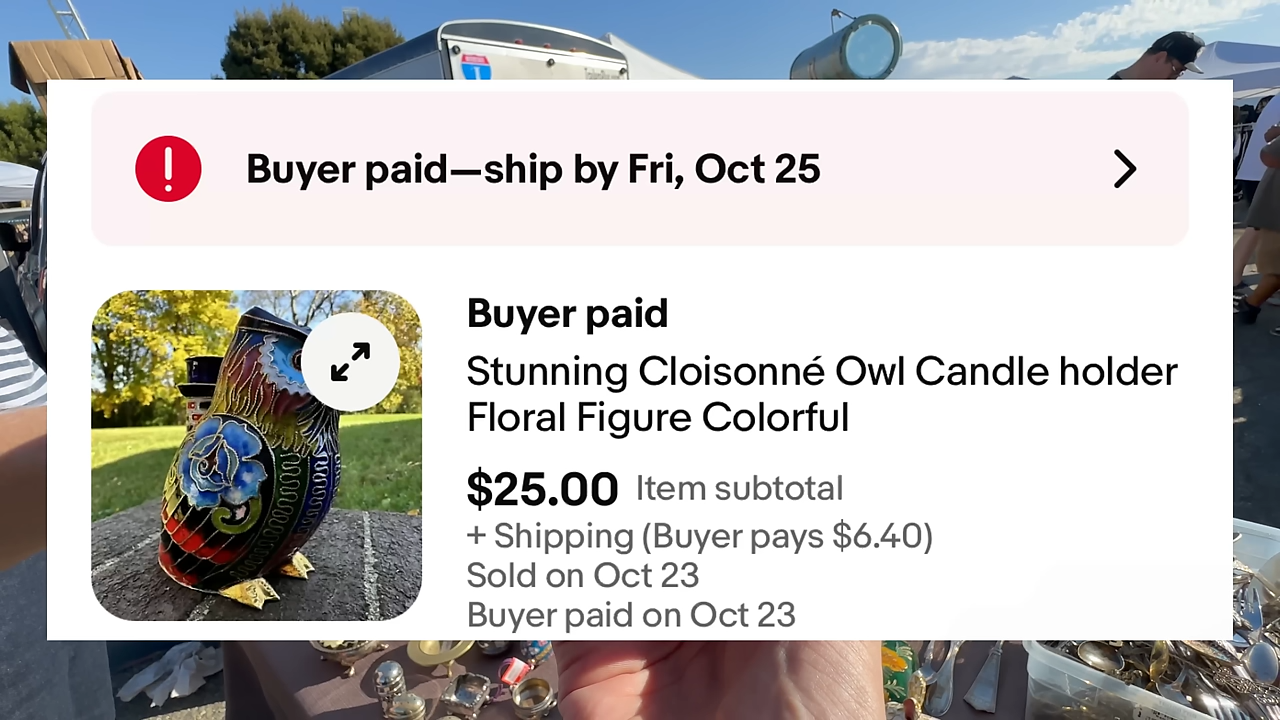 Buyer paid—ship by Fri, Oct 25
Buyer paid
Stunning Cloisonné Owl Candle holder
Floral Figure Colorful
$25.00 Item subtotal
+ Shipping (Buyer pays $6.40)
Sold on Oct 23
Buyer paid on Oct 23